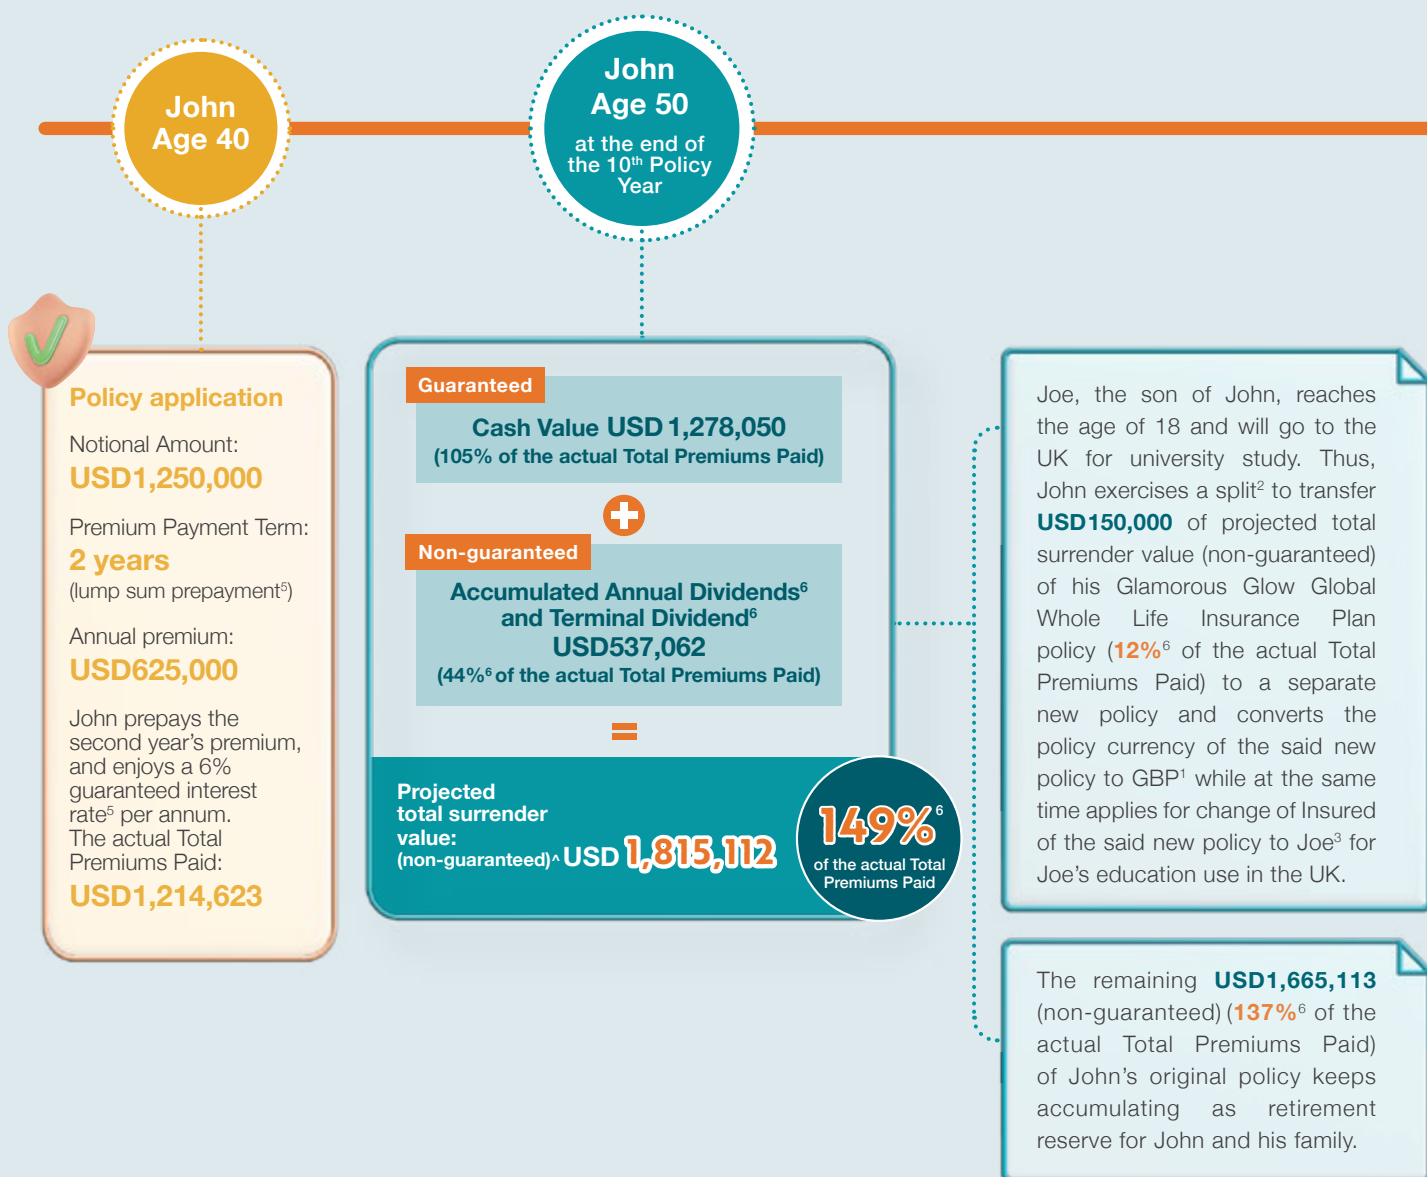 John
Age 40
John
Age 50
at the end of
the 10th Policy
Year
Policy application
Notional Amount:
USD1,250,000
Premium Payment Term:
2 years
(lump sum prepayment5)
Annual premium:
USD625,000
John prepays the
second year’s premium,
and enjoys a 6%
guaranteed interest
rate5 per annum.
The actual Total
Premiums Paid:
USD1,214,623
Guaranteed
Cash Value USD 1,278,050
(105% of the actual Total Premiums Paid)
Non-guaranteed
Accumulated Annual Dividends6
and Terminal Dividend6
USD537,062
(44%6 of the actual Total Premiums Paid)
Projected
total surrender
value:
(non-guaranteed)^ USD 1,815,112
149%6
of the actual Total
Premiums Paid
Joe, the son of John, reaches
the age of 18 and will go to the
UK for university study. Thus,
John exercises a split2 to transfer
USD150,000 of projected total
surrender value (non-guaranteed)
of his Glamorous Glow Global
Whole Life Insurance Plan
policy (12%6 of the actual Total
Premiums Paid) to a separate
new policy and converts the
policy currency of the said new
policy to GBP1 while at the same
time applies for change of Insured
of the said new policy to Joe3 for
Joe’s education use in the UK.
The remaining USD1,665,113
(non-guaranteed) (137%6 of the
actual Total Premiums Paid)
of John’s original policy keeps
accumulating as retirement
reserve for John and his family.